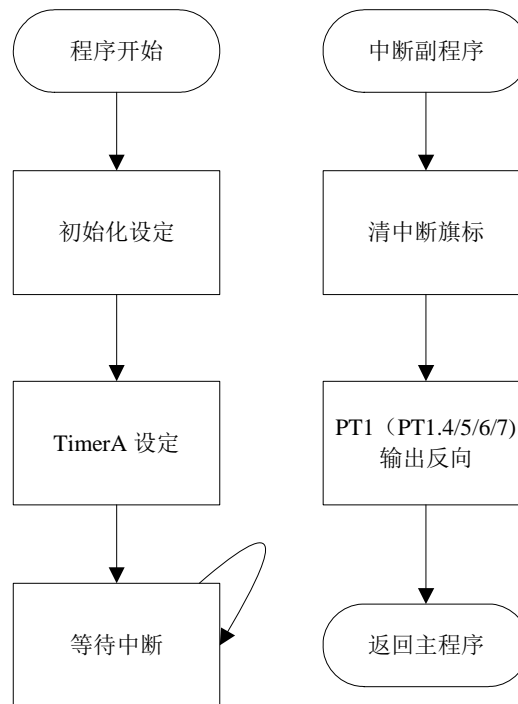 程序开始
初始化设定
TimerA 设定
等待中断
中断副程序
清中断旗标
PT1（PT1.4/5/6/7)
输出反向
返回主程序